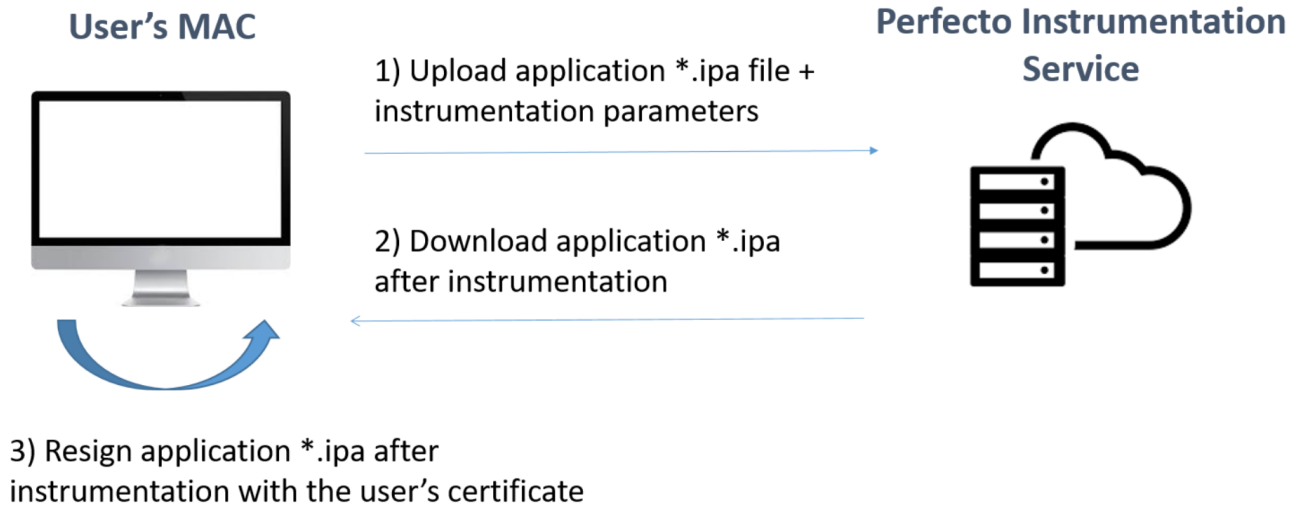 User's MAC
Perfecto Instrumentation
Service
1) Upload application *.ipa file +
instrumentation parameters
2) Download application *.ipa
after instrumentation
3) Resign application *.ipa after
instrumentation with the user's certificate